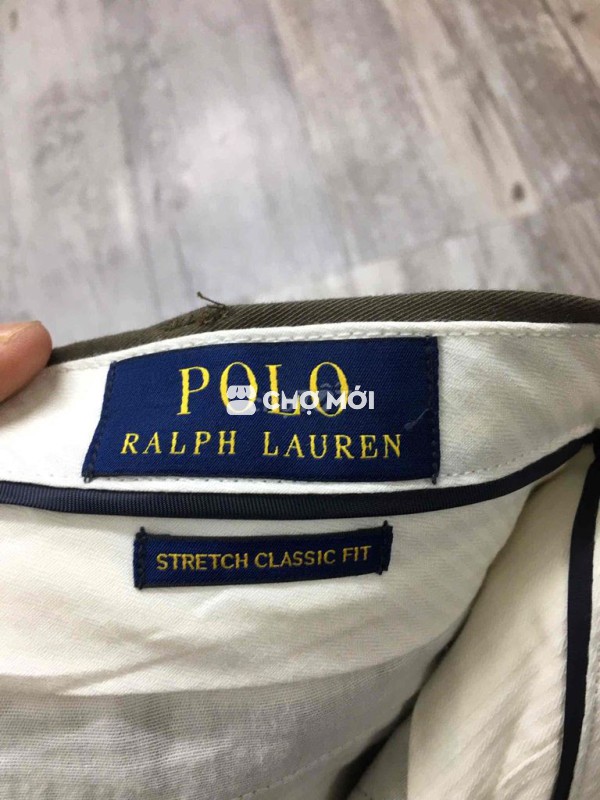 POLO
CHỢ MỚI
RALPH LAUREN
STRETCH CLASSIC FIT